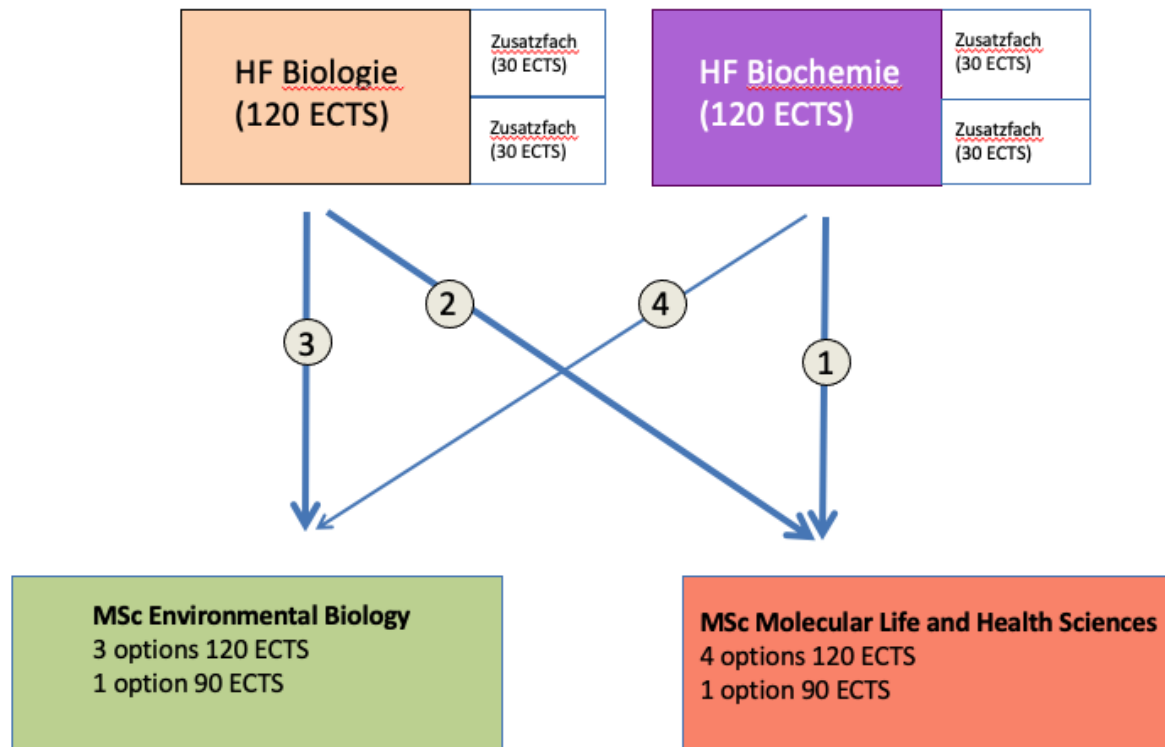 HF Biologie
(120 ECTS)
Zusatzfach
(30 ECTS)
Zusatzfach
(30 ECTS)
HF Biochemie
(120 ECTS)
Zusatzfach
(30 ECTS)
Zusatzfach
(30 ECTS)
3
2
4
1
MSc Environmental Biology
3 options 120 ECTS
1 option 90 ECTS
MSc Molecular Life and Health Sciences
4 options 120 ECTS
1 option 90 ECTS